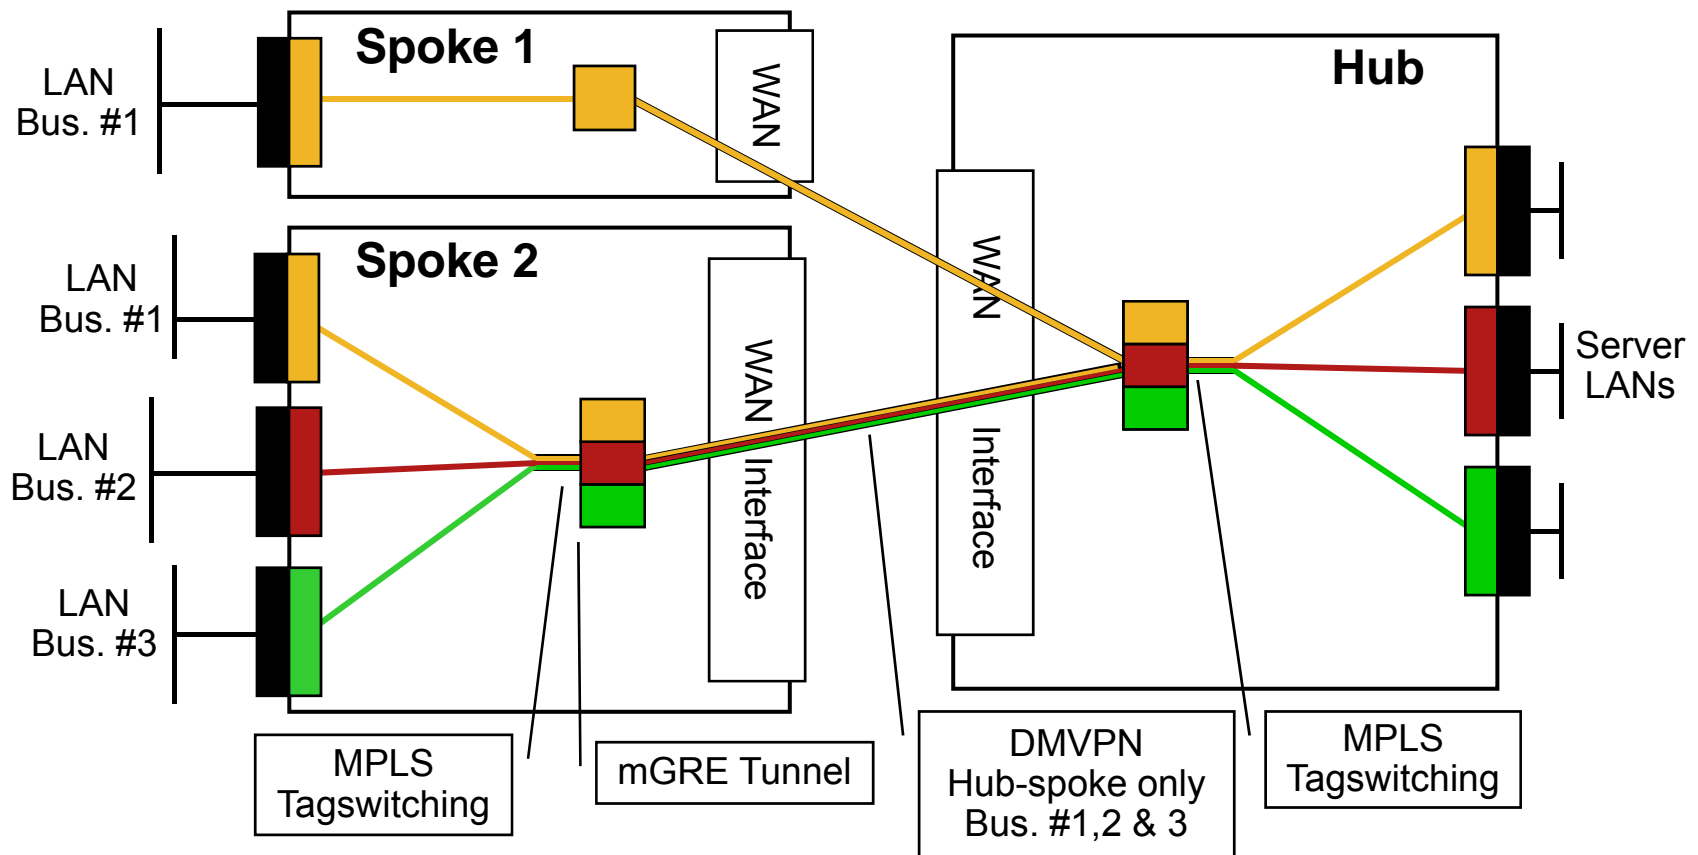 Spoke 1
LAN
Bus. #1
WAN
Hub
Spoke 2
LAN
Bus. #1
WAN Interface
WAN Interface
LAN
Bus. #2
LAN
Bus. #3
Server
LANs
MPLS
Tagswitching
mGRE Tunnel
DMVPN
Hub-spoke only
Bus. #1,2 & 3
MPLS
Tagswitching